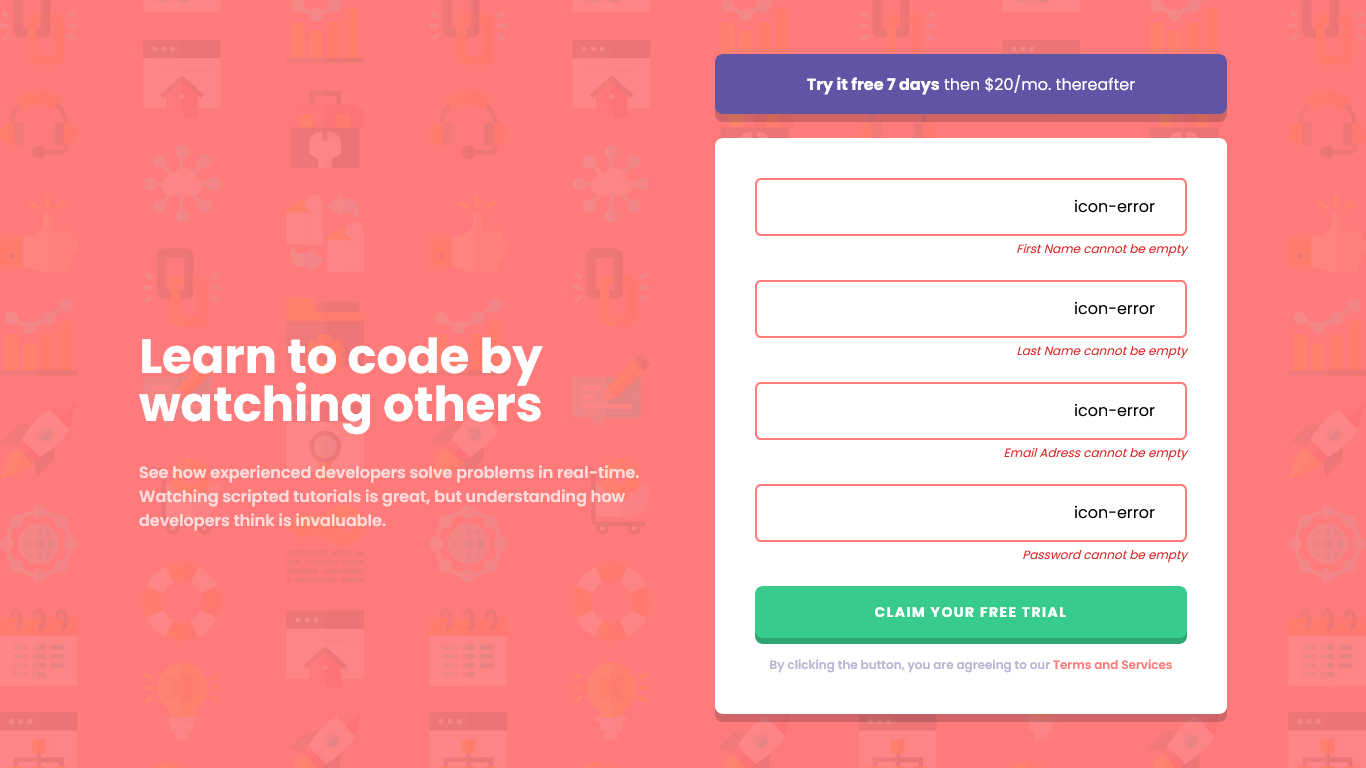 Try it free 7 days then $20/mo. thereafter
Learn to code by
watching others
See how experienced developers solve problems in real-time.
Watching scripted tutorials is great, but understanding how
developers think is invaluable.
icon-error
First Name cannot be empty
icon-error
Last Name cannot be empty
icon-error
Email Adress cannot be empty
icon-error
Password cannot be empty
CLAIM YOUR FREE TRIAL
By clicking the button, you are agreeing to our Terms and Services